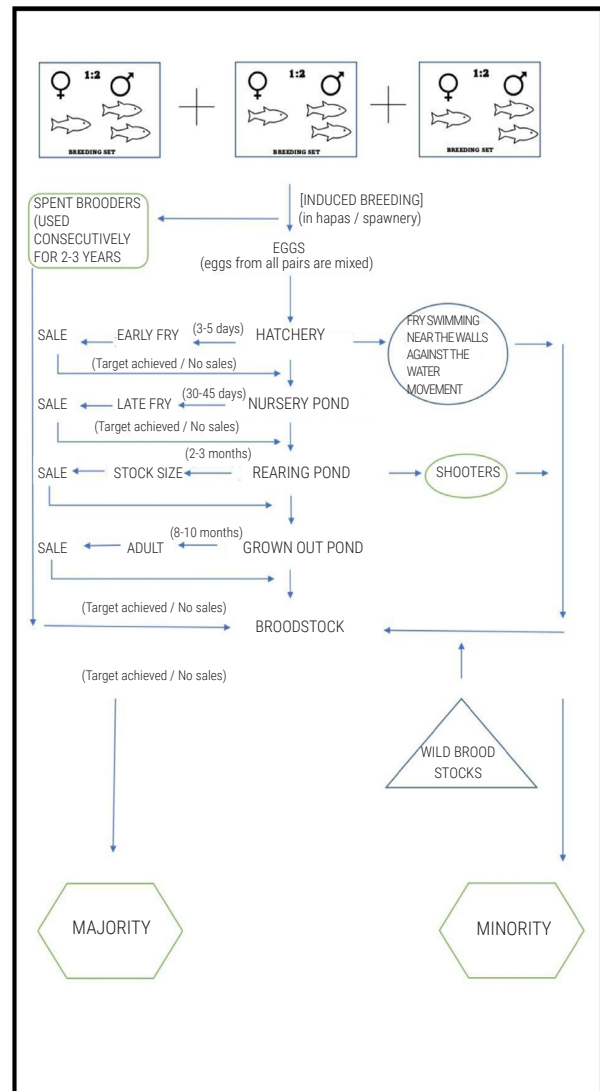 ♀ 1:2 ♂
BREEDING SET
♀ 1:2 ♂
BREEDING SET
♀ 1:2 ♂
BREEDING SET
SPENT BROODERS
(USED
CONSECUTIVELY
FOR 2-3 YEARS
[INDUCED BREEDING]
(in hapas / spawnery)
EGGS
(eggs from all pairs are mixed)
SALE
EARLY FRY
(3-5 days)
HATCHERY
FRY SWIMMING
NEAR THE WALLS
AGAINST THE
WATER
MOVEMENT
(Target achieved / No sales)
SALE
LATE FRY
(30-45 days)
NURSERY POND
(Target achieved / No sales)
SALE
STOCK SIZE
(2-3 months)
REARING POND
SHOOTERS
SALE
ADULT
(8-10 months)
GROWN OUT POND
(Target achieved / No sales)
BROODSTOCK
(Target achieved / No sales)
WILD BROOD
STOCKS
MAJORITY
MINORITY